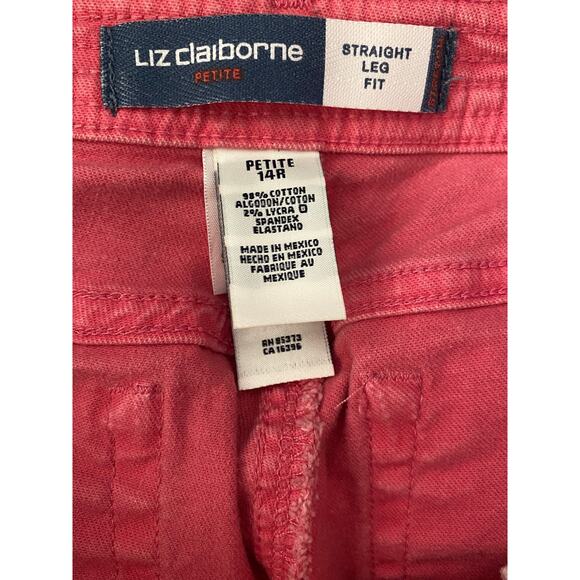 Liz claiborne
PETITE
STRAIGHT
LEG
FIT
PETITE
14R
98% COTTON
ALGODON/COTON
2% LYCRA ®
SPANDEX
ELASTANO
MADE IN MEXICO
HECHO EN MEXICO
FABRIQUE AU
MEXIQUE
RN 85373
CA 16396